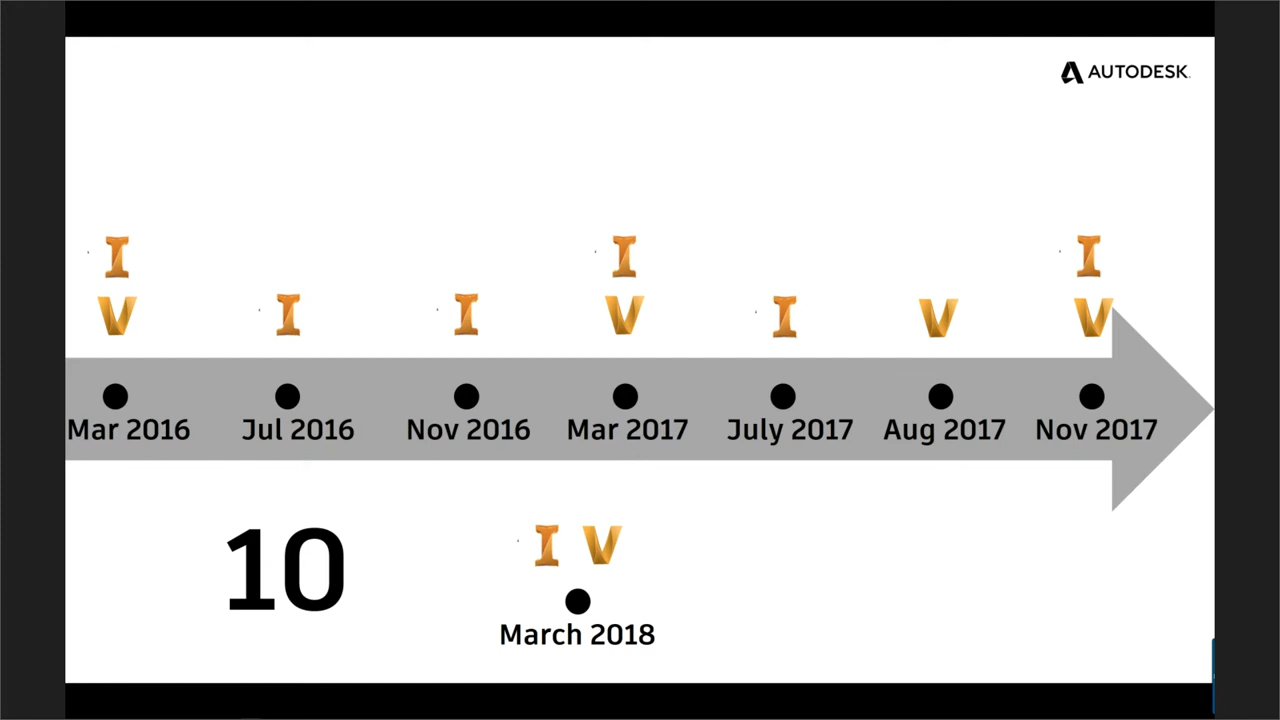 AUTODESK.
I I I
V I I V I V V
Mar 2016 Jul 2016 Nov 2016 Mar 2017 July 2017 Aug 2017 Nov 2017
10 I V
March 2018